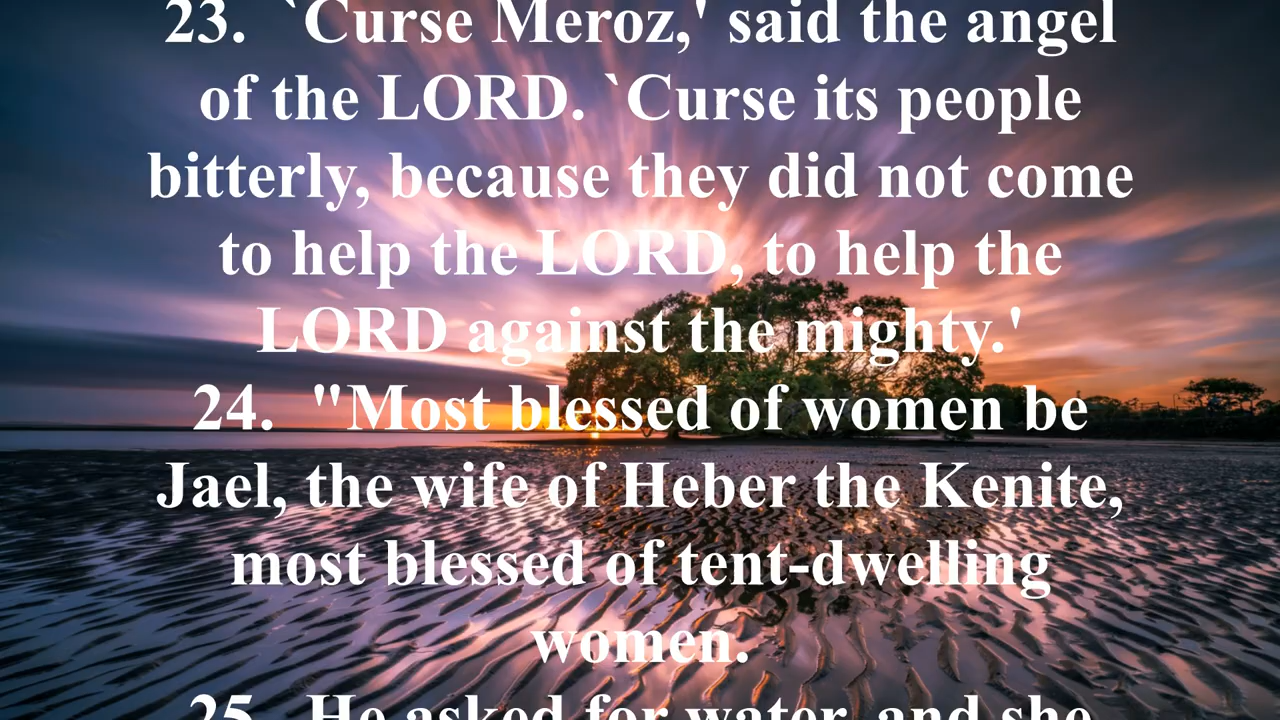 23.  `Curse Meroz,' said the angel
of the LORD. `Curse its people
bitterly, because they did not come
to help the LORD, to help the
LORD against the mighty.'
24.  "Most blessed of women be
Jael, the wife of Heber the Kenite,
most blessed of tent-dwelling
women.
25.  He asked for water, and she